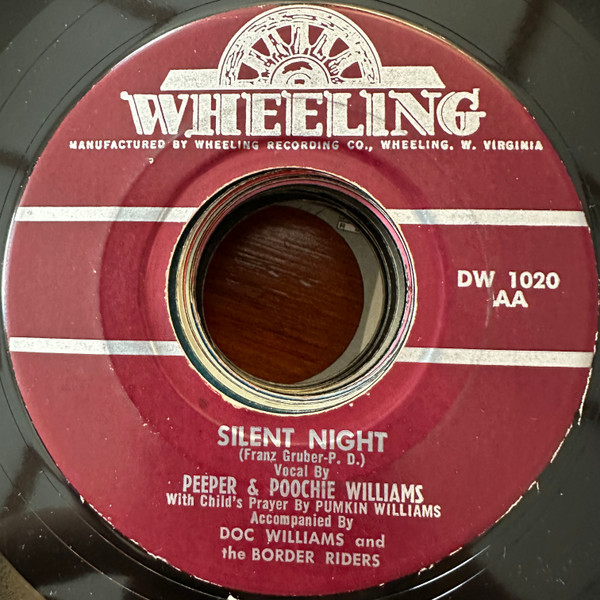 WHEELING
MANUFACTURED BY WHEELING RECORDING CO., WHEELING, W. VIRGINIA
DW 1020
AA
SILENT NIGHT
(Franz Gruber-P. D.)
Vocal By
PEEPER & POOCHIE WILLIAMS
With Child's Prayer By PUMKIN WILLIAMS
Accompanied By
DOC WILLIAMS and
the BORDER RIDERS